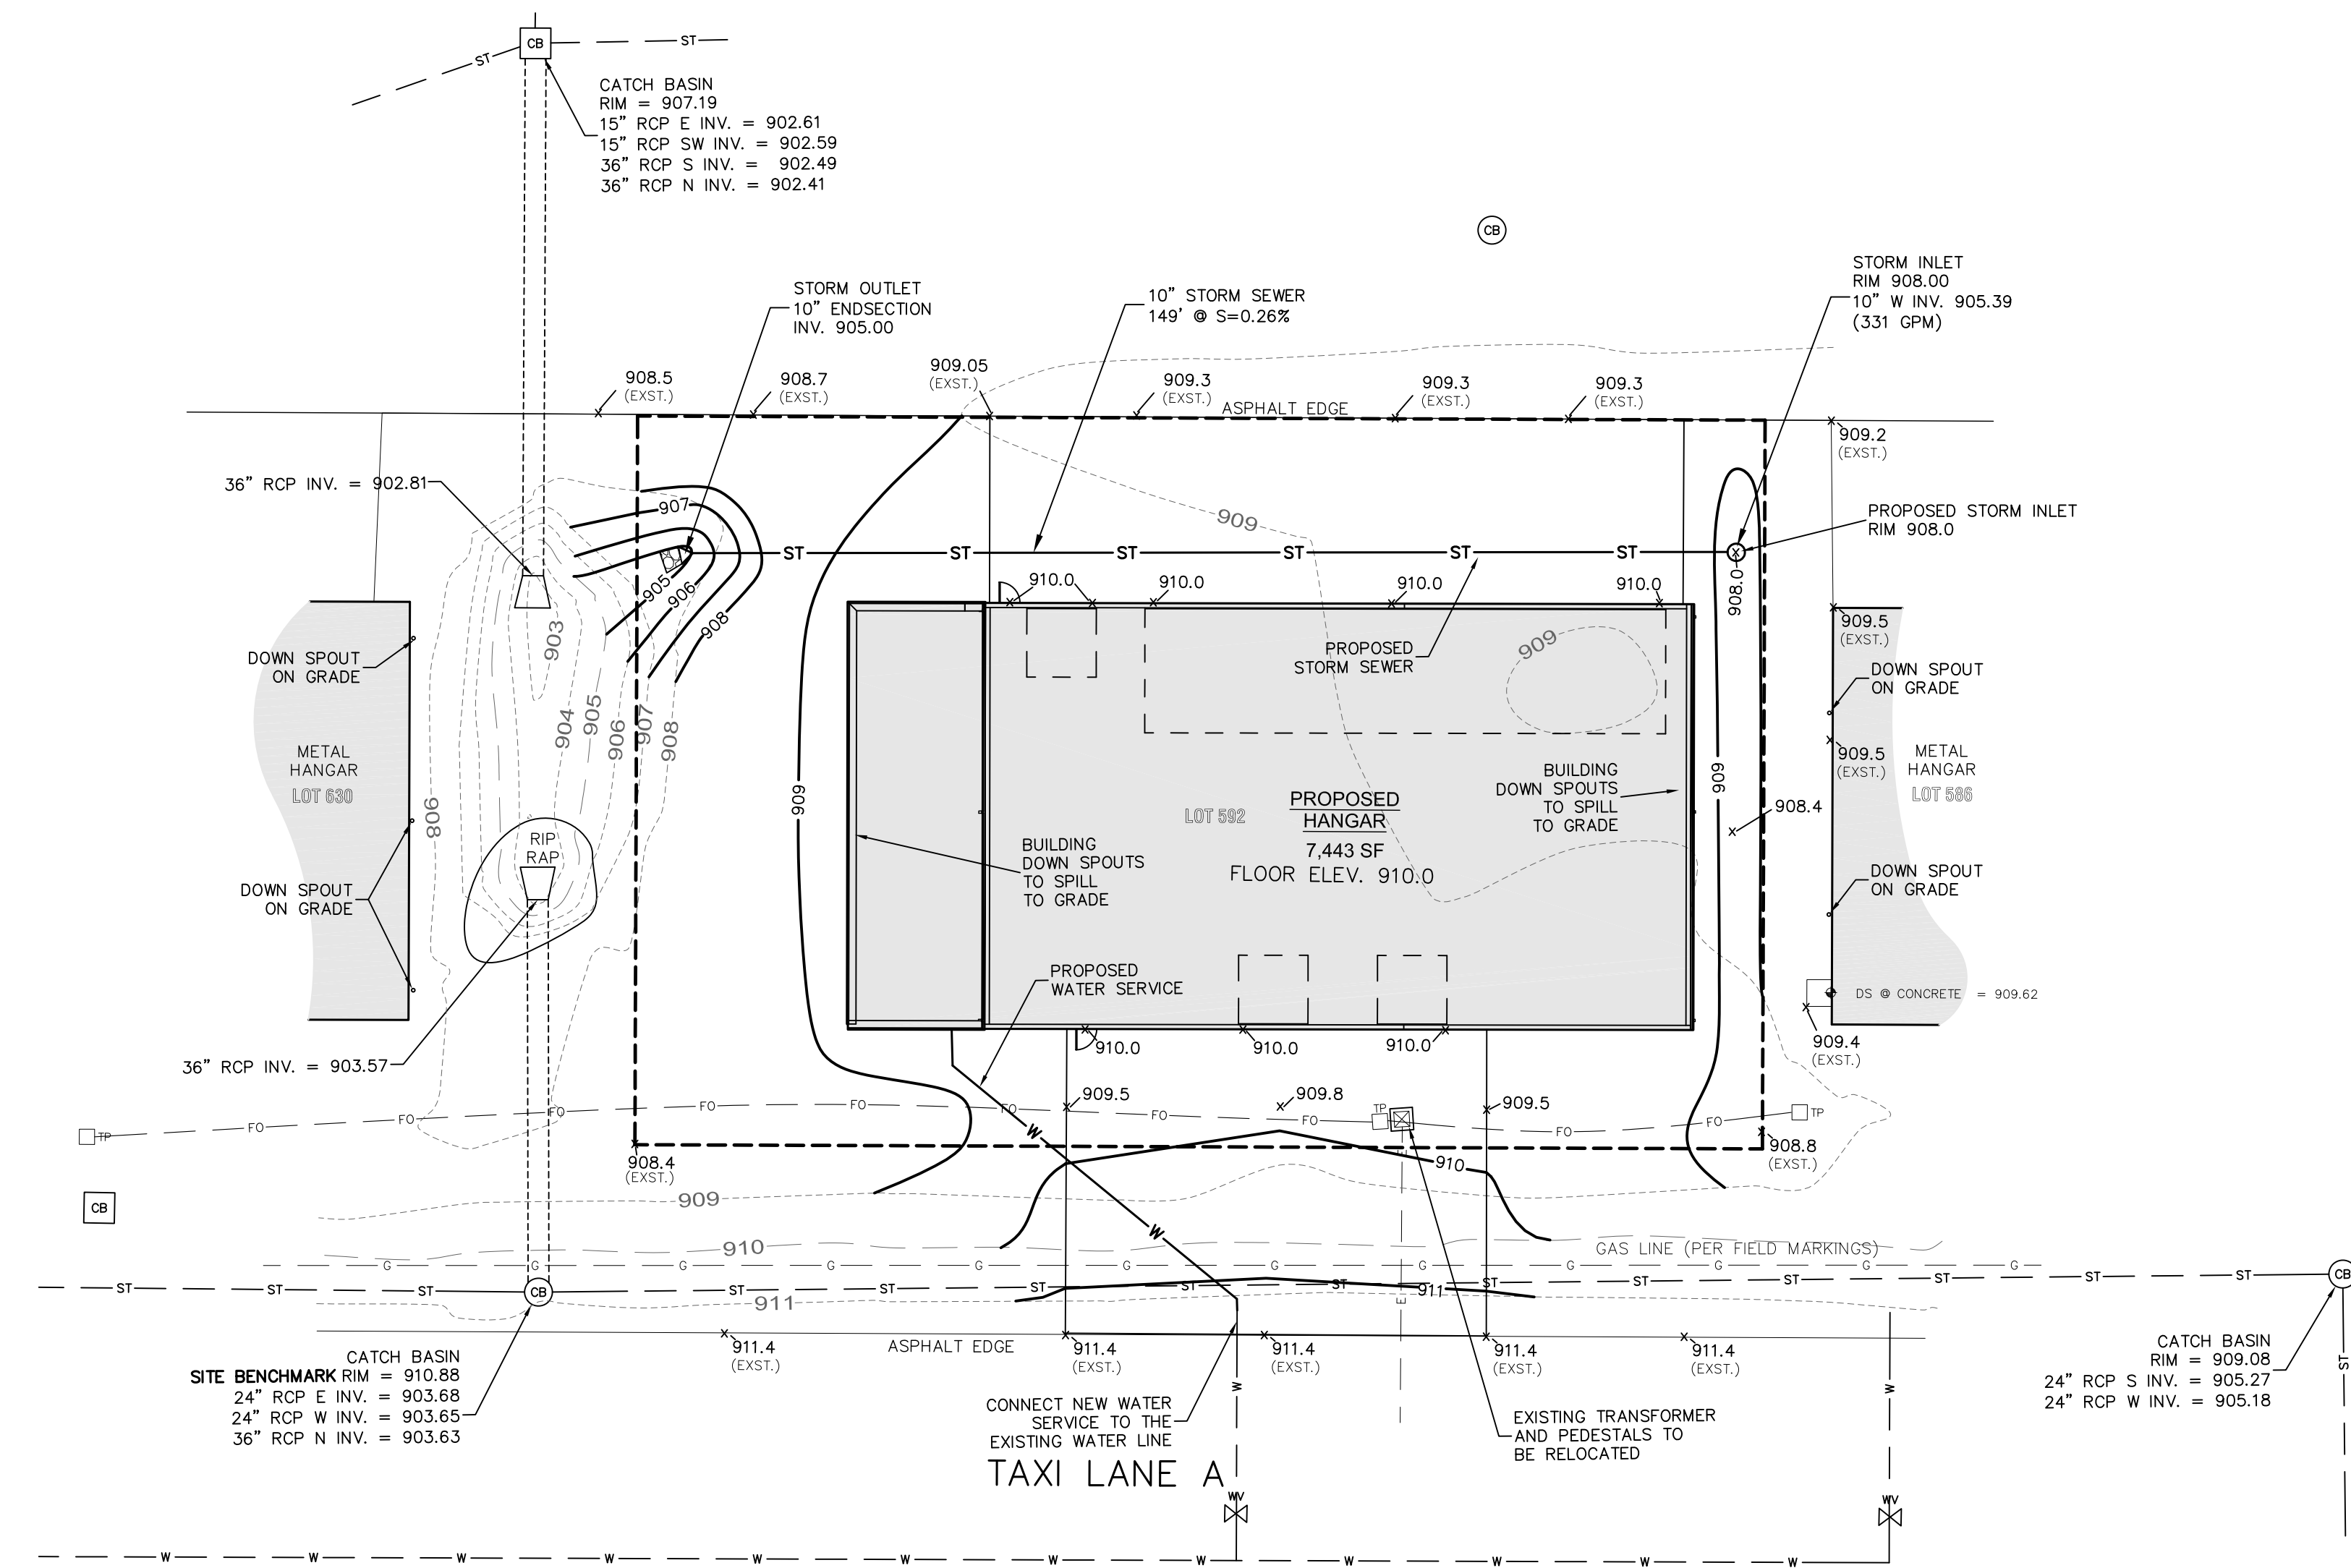 CB
ST
ST
CATCH BASIN
RIM = 907.19
15” RCP E INV. = 902.61
15” RCP SW INV. = 902.59
36” RCP S INV. = 902.49
36” RCP N INV. = 902.41
CB
STORM OUTLET
10” ENDSECTION
INV. 905.00
10” STORM SEWER
149’ @ S=0.26%
STORM INLET
RIM 908.00
10” W INV. 905.39
(331 GPM)
908.5
(EXST.)
908.7
(EXST.)
909.05
(EXST.)
909.3
(EXST.)
909.3
(EXST.)
909.3
(EXST.)
ASPHALT EDGE
909.2
(EXST.)
36” RCP INV. = 902.81
907
909
PROPOSED STORM INLET
RIM 908.0
ST ST ST ST ST ST
905
906
908
910.0
910.0
910.0
910.0
908.0
903
909.5
(EXST.)
DOWN SPOUT
ON GRADE
PROPOSED
STORM SEWER
909
DOWN SPOUT
ON GRADE
904
905
906
907
908
METAL
HANGAR
LOT 630
909.5
(EXST.)
METAL
HANGAR
LOT 586
908
909
909
BUILDING
DOWN SPOUTS
TO SPILL
TO GRADE
908.4
LOT 592
PROPOSED
HANGAR
7,443 SF
FLOOR ELEV. 910.0
RIP
RAP
BUILDING
DOWN SPOUTS
TO SPILL
TO GRADE
DOWN SPOUT
ON GRADE
DOWN SPOUT
ON GRADE
PROPOSED
WATER SERVICE
DS @ CONCRETE = 909.62
36” RCP INV. = 903.57
910.0
910.0
910.0
909.4
(EXST.)
909.5
909.8
909.5
TP
FO FO FO FO FO FO FO FO FO FO
TP
TP
W
908.4
(EXST.)
908.8
(EXST.)
E
910
CB
909
W
910
GAS LINE (PER FIELD MARKINGS)
G G G G G G G G G G G G
ST ST ST ST ST ST ST ST ST ST ST ST ST ST ST
CB
CB
911
911
E
ASPHALT EDGE
911.4
(EXST.)
911.4
(EXST.)
911.4
(EXST.)
911.4
(EXST.)
911.4
(EXST.)
CATCH BASIN
SITE BENCHMARK RIM = 910.88
24” RCP E INV. = 903.68
24” RCP W INV. = 903.65
36” RCP N INV. = 903.63
CATCH BASIN
RIM = 909.08
24” RCP S INV. = 905.27
24” RCP W INV. = 905.18
ST
W
W
CONNECT NEW WATER
SERVICE TO THE
EXISTING WATER LINE
EXISTING TRANSFORMER
AND PEDESTALS TO
BE RELOCATED
TAXI LANE A
WV
WV
W W W W W W W W W W W W